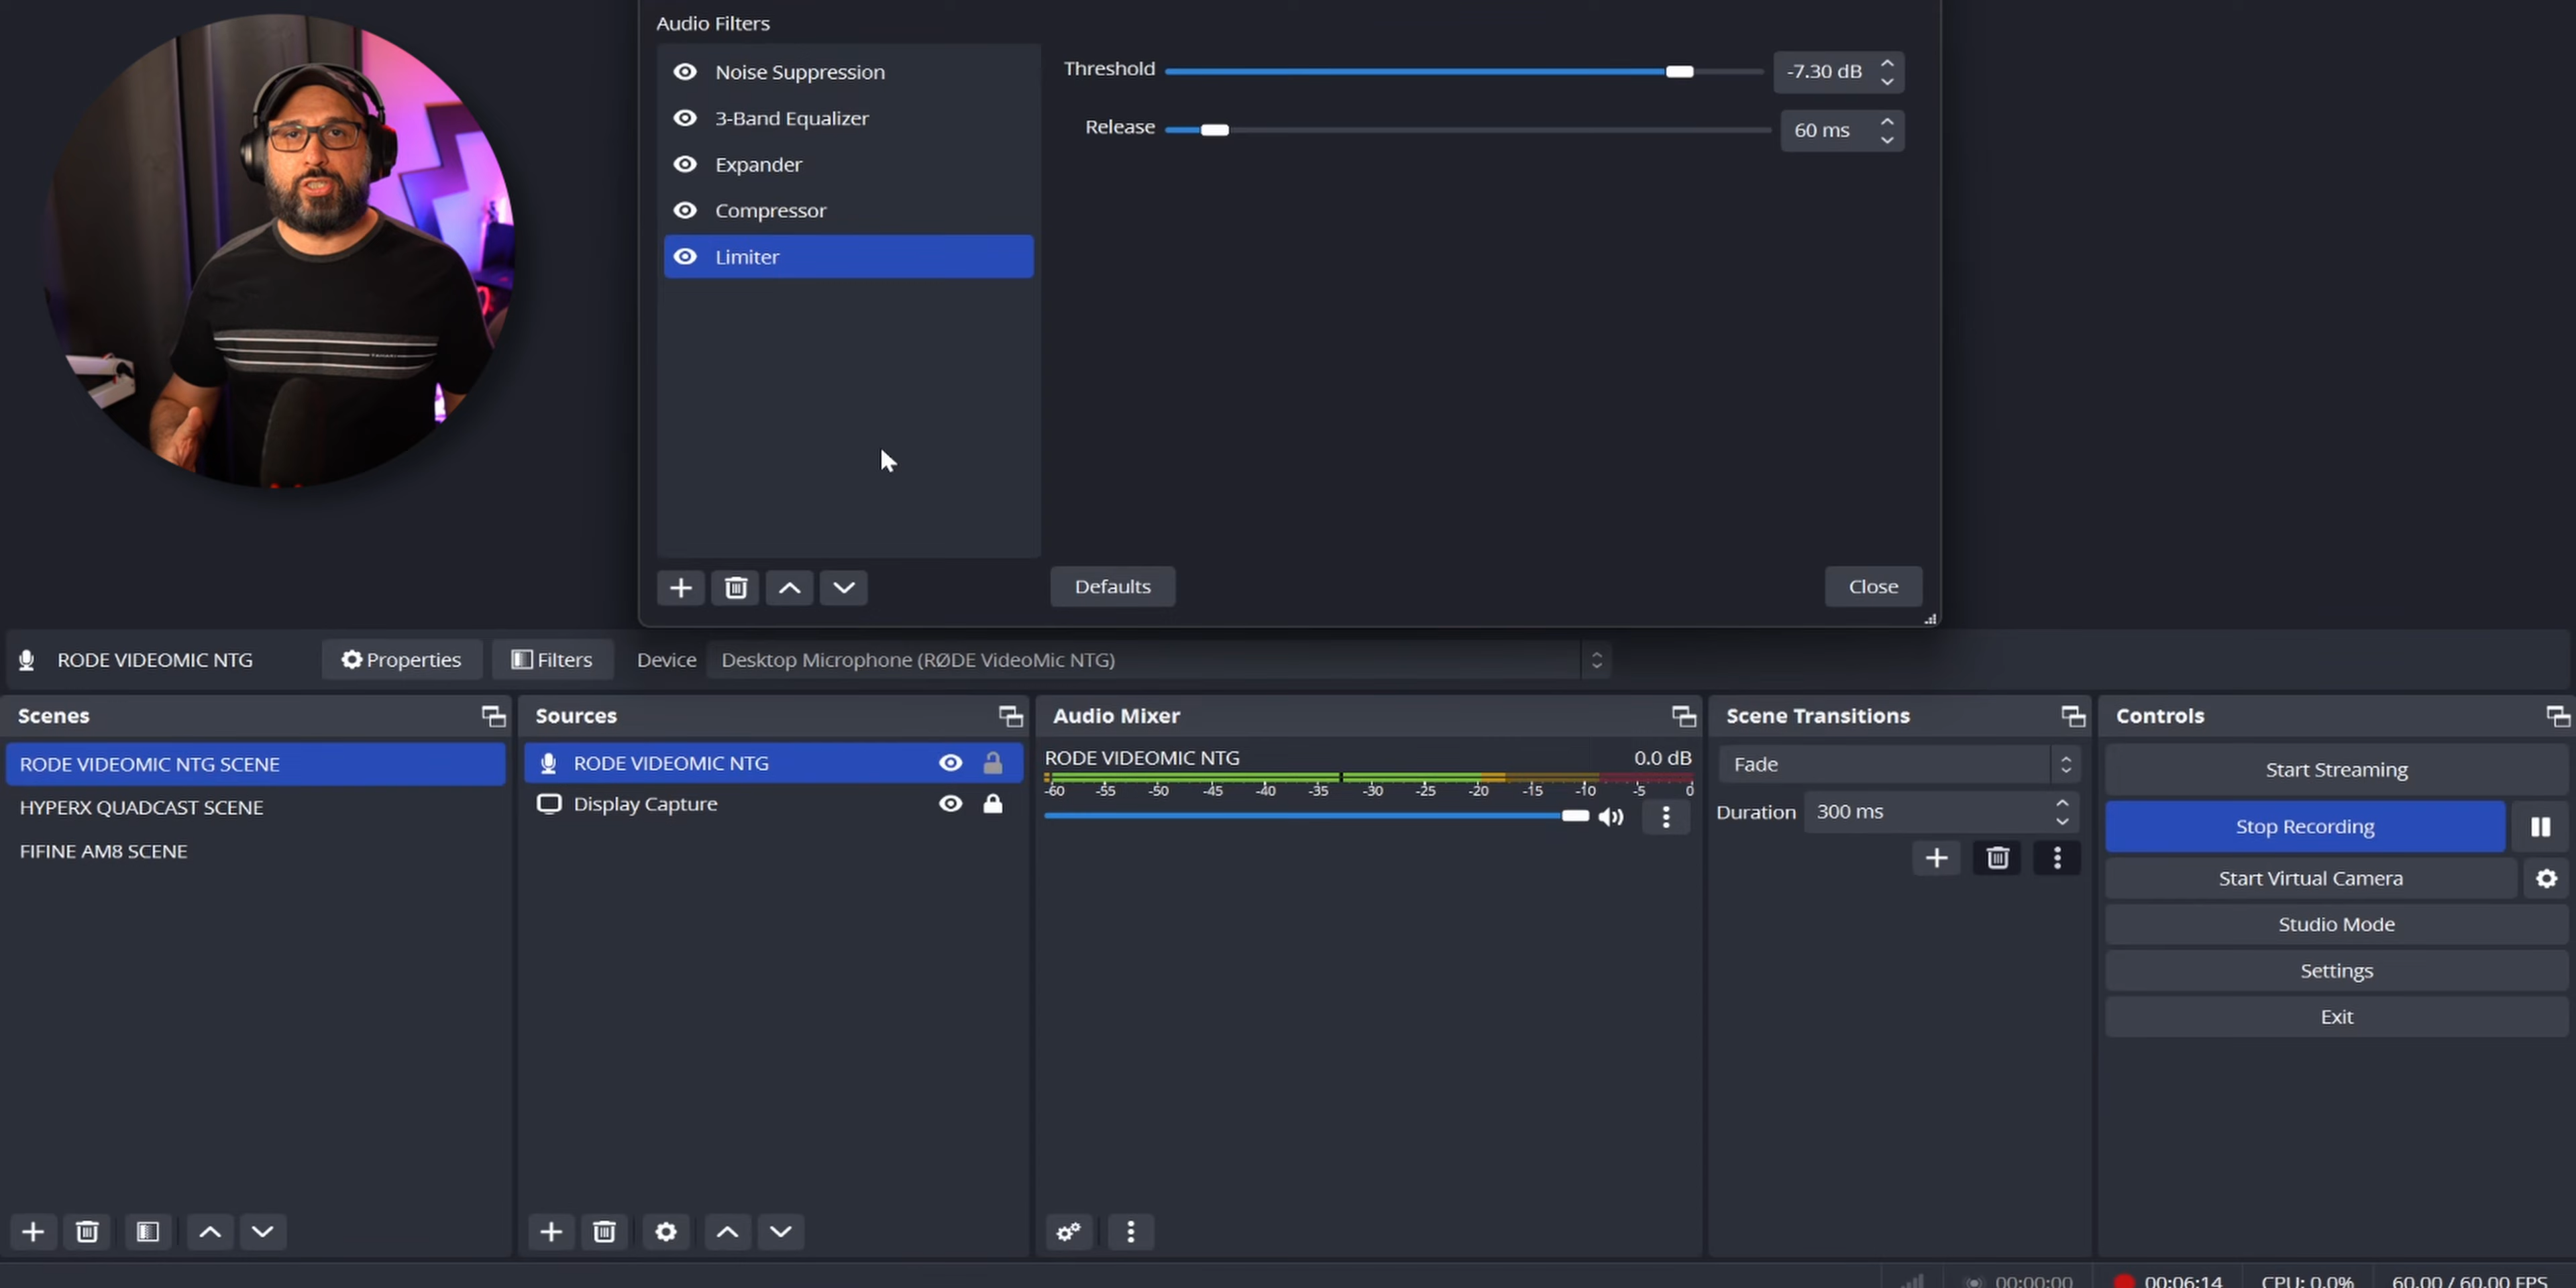 Audio Filters
Noise Suppression
3-Band Equalizer
Expander
Compressor
Limiter
Threshold
-7.30 dB
Release
60 ms
Defaults
Close
RODE VIDEOMIC NTG
Properties
Filters
Device
Desktop Microphone (RØDE VideoMic NTG)
Scenes
RODE VIDEOMIC NTG SCENE
HYPERX QUADCAST SCENE
FIFINE AM8 SCENE
Sources
RODE VIDEOMIC NTG
Display Capture
Audio Mixer
RODE VIDEOMIC NTG
0.0 dB
-60 -55 -50 -45 -40 -35 -30 -25 -20 -15 -10 -5 0
Scene Transitions
Fade
Duration
300 ms
Controls
Start Streaming
Stop Recording
Start Virtual Camera
Studio Mode
Settings
Exit
00:00:00
00:06:14
CPU: 0.0%
60.00 / 60.00 FPS